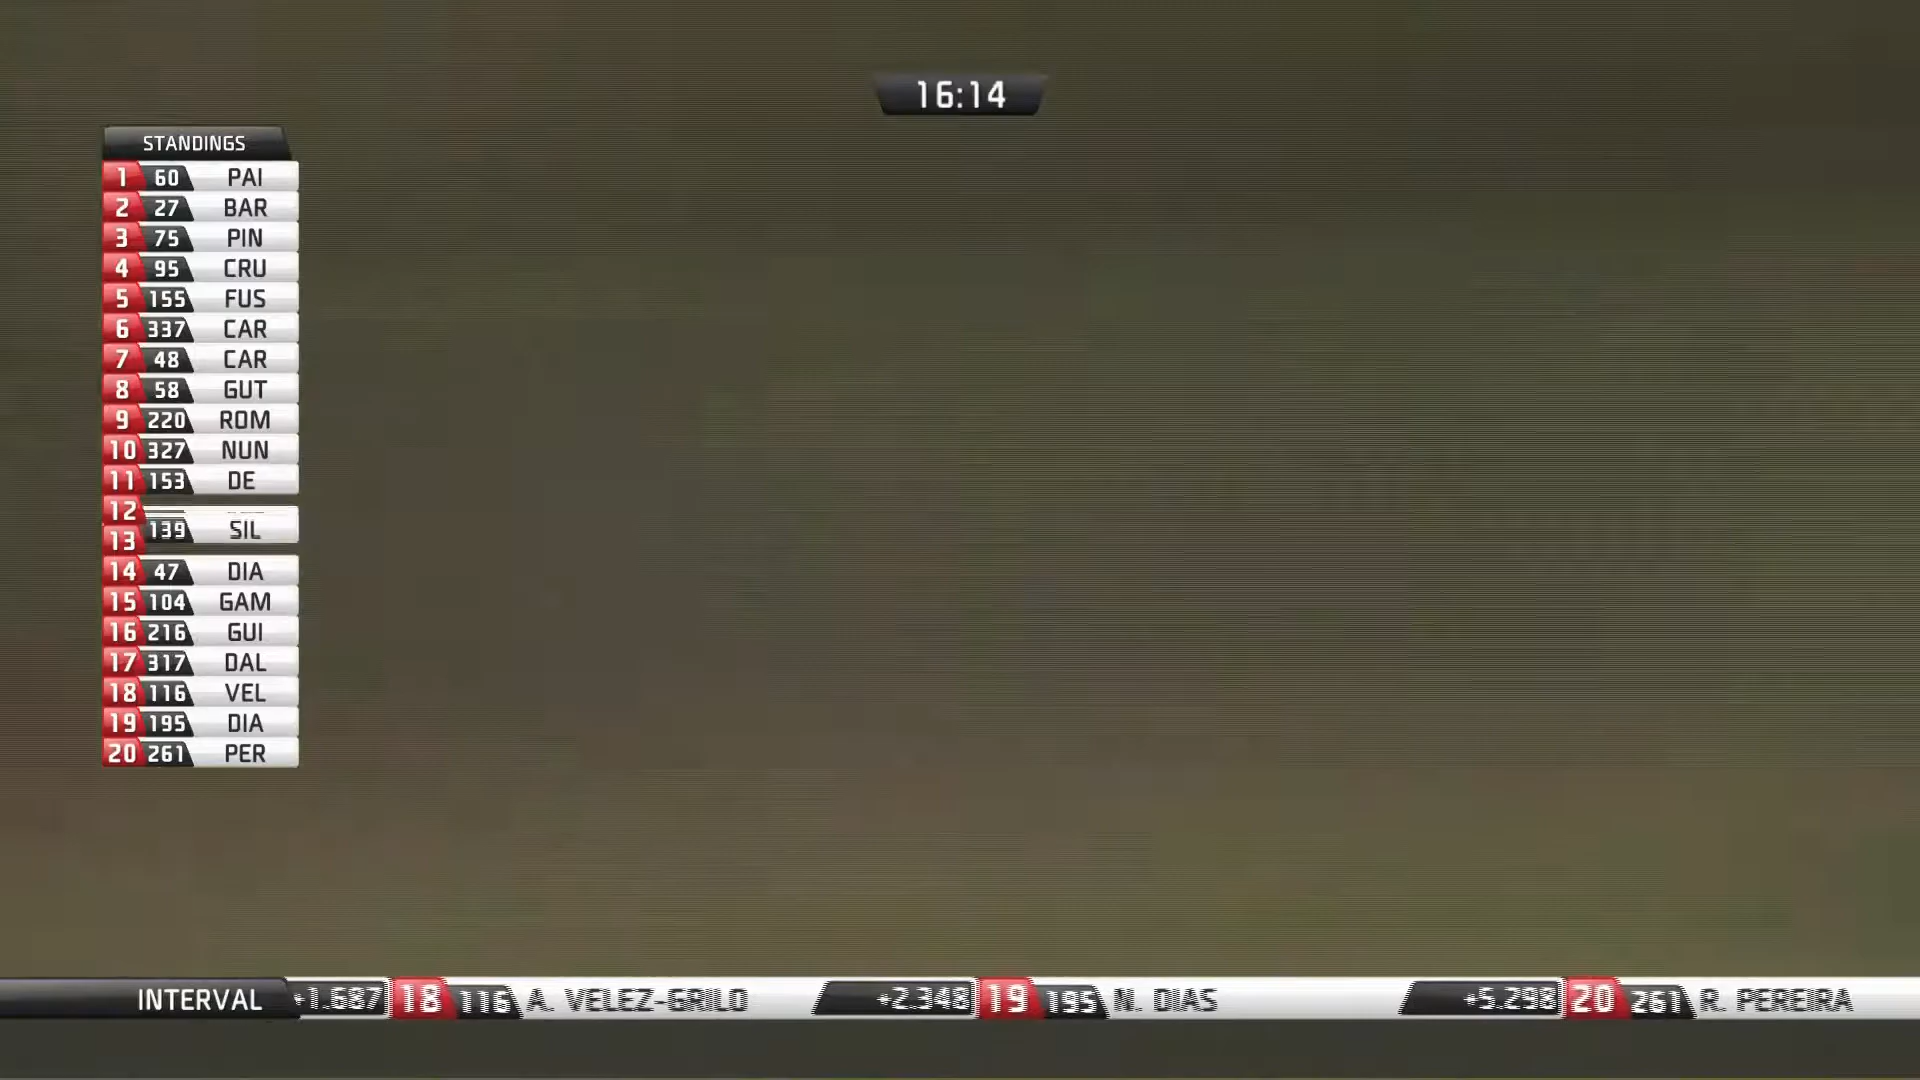 16:14
STANDINGS
1 60 PAI
2 27 BAR
3 75 PIN
4 95 CRU
5 155 FUS
6 337 CAR
7 48 CAR
8 58 GUT
9 220 ROM
10 327 NUN
11 153 DE
12
13 139 SIL
14 47 DIA
15 104 GAM
16 216 GUI
17 317 DAL
18 116 VEL
19 195 DIA
20 261 PER
INTERVAL +1.687 18 116 A. VELEZ-GRILO +2.348 19 195 N. DIAS +5.298 20 261 R. PEREIRA